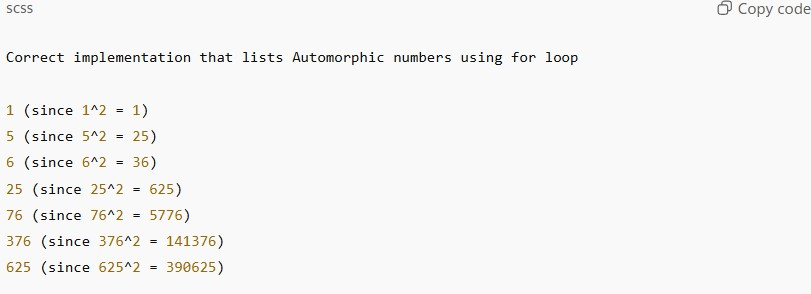 scss
Copy code
Correct implementation that lists Automorphic numbers using for loop
1 (since 1^2 = 1)
5 (since 5^2 = 25)
6 (since 6^2 = 36)
25 (since 25^2 = 625)
76 (since 76^2 = 5776)
376 (since 376^2 = 141376)
625 (since 625^2 = 390625)